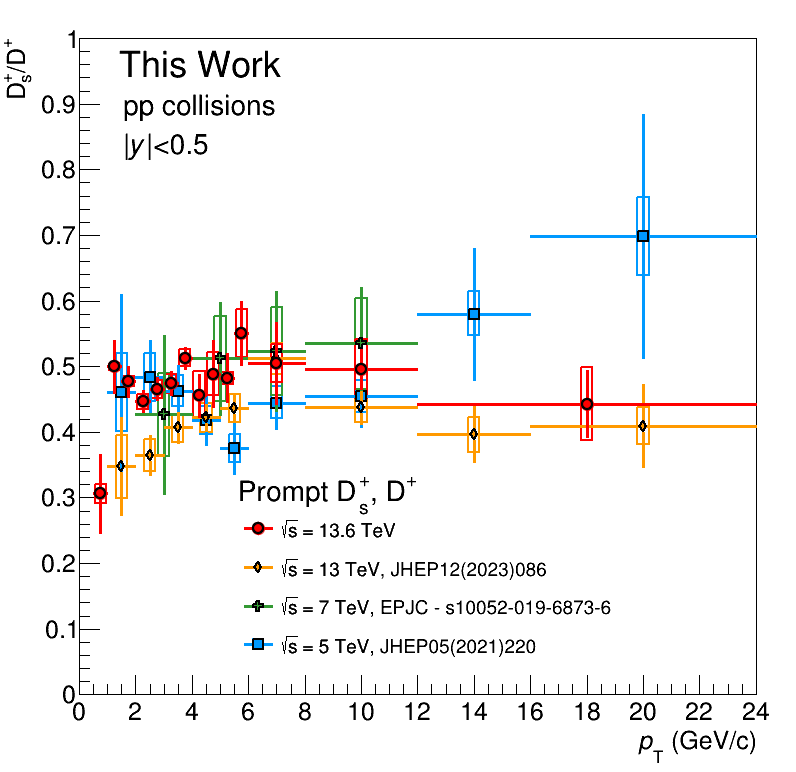 This Work
pp collisions
|y|<0.5
D_s^+/D^+
1
0.9
0.8
0.7
0.6
0.5
0.4
0.3
0.2
0.1
0
Prompt D_s^+, D^+
√s = 13.6 TeV
√s = 13 TeV, JHEP12(2023)086
√s = 7 TeV, EPJC - s10052-019-6873-6
√s = 5 TeV, JHEP05(2021)220
0 2 4 6 8 10 12 14 16 18 20 22 24
p_T (GeV/c)